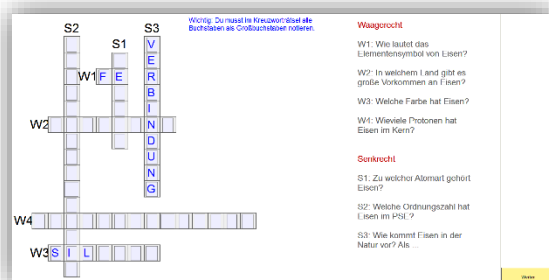 Wichtig: Du musst im Kreuzworträtsel alle
Buchstaben als Großbuchstaben notieren.
S2
S1
S3
V
E
W1 F E R
B
I
W2 N
D
U
N
G
W4
W3 S I L
Waagerecht
W1: Wie lautet das
Elementensymbol von Eisen?
W2: In welchem Land gibt es
große Vorkommen an Eisen?
W3: Welche Farbe hat Eisen?
W4: Wieviele Protonen hat
Eisen im Kern?
Senkrecht
S1: Zu welcher Atomart gehört
Eisen?
S2: Welche Ordnungszahl hat
Eisen im PSE?
S3: Wie kommt Eisen in der
Natur vor? Als ...